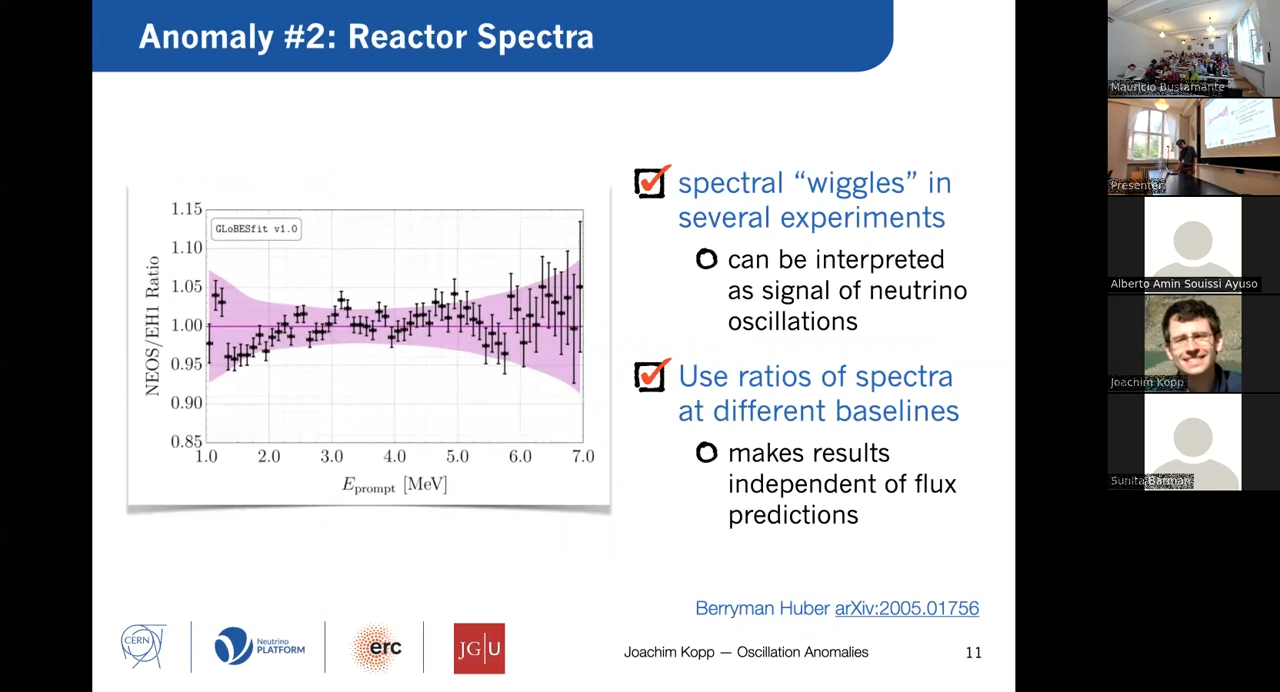 Anomaly #2: Reactor Spectra
1.15
1.10
1.05
1.00
0.95
0.90
0.85
NEOS/EH1 Ratio
GLoBESfit v1.0
1.0 2.0 3.0 4.0 5.0 6.0 7.0
Eprompt [MeV]
spectral “wiggles” in
several experiments
can be interpreted
as signal of neutrino
oscillations
Use ratios of spectra
at different baselines
makes results
independent of flux
predictions
Berryman Huber arXiv:2005.01756
CERN
Neutrino
PLATFORM
erc
JG|U
Joachim Kopp — Oscillation Anomalies
11
Mauricio Bustamante
Presenter
Alberto Amin Souissi Ayuso
Joachim Kopp
Sunita Barman